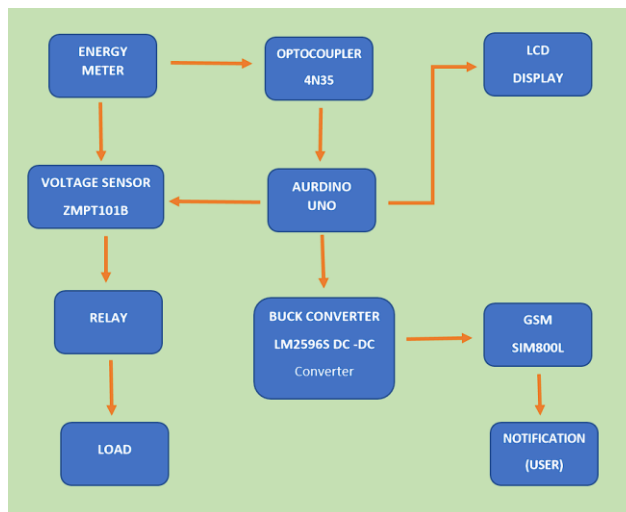 ENERGY
METER
OPTOCOUPLER
4N35
LCD
DISPLAY
VOLTAGE SENSOR
ZMPT101B
AURDINO
UNO
RELAY
BUCK CONVERTER
LM2596S DC -DC
Converter
GSM
SIM800L
LOAD
NOTIFICATION
(USER)